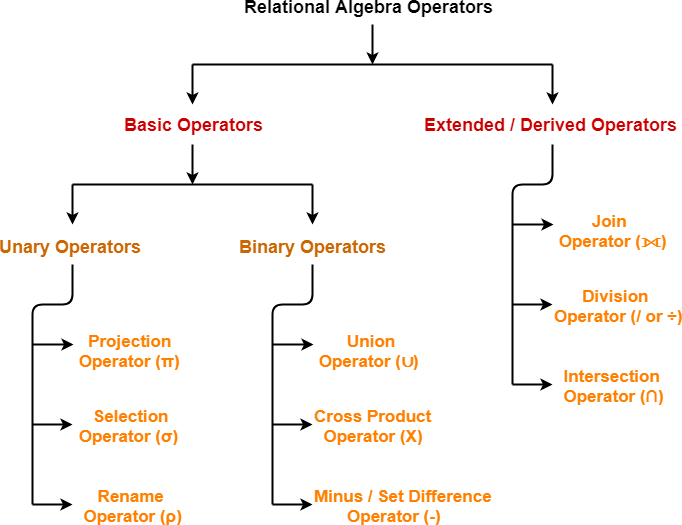 Relational Algebra Operators
Basic Operators
Extended / Derived Operators
Unary Operators
Binary Operators
Join
Operator (⋈)
Division
Operator (/ or ÷)
Intersection
Operator (∩)
Projection
Operator (π)
Selection
Operator (σ)
Rename
Operator (ρ)
Union
Operator (∪)
Cross Product
Operator (X)
Minus / Set Difference
Operator (-)